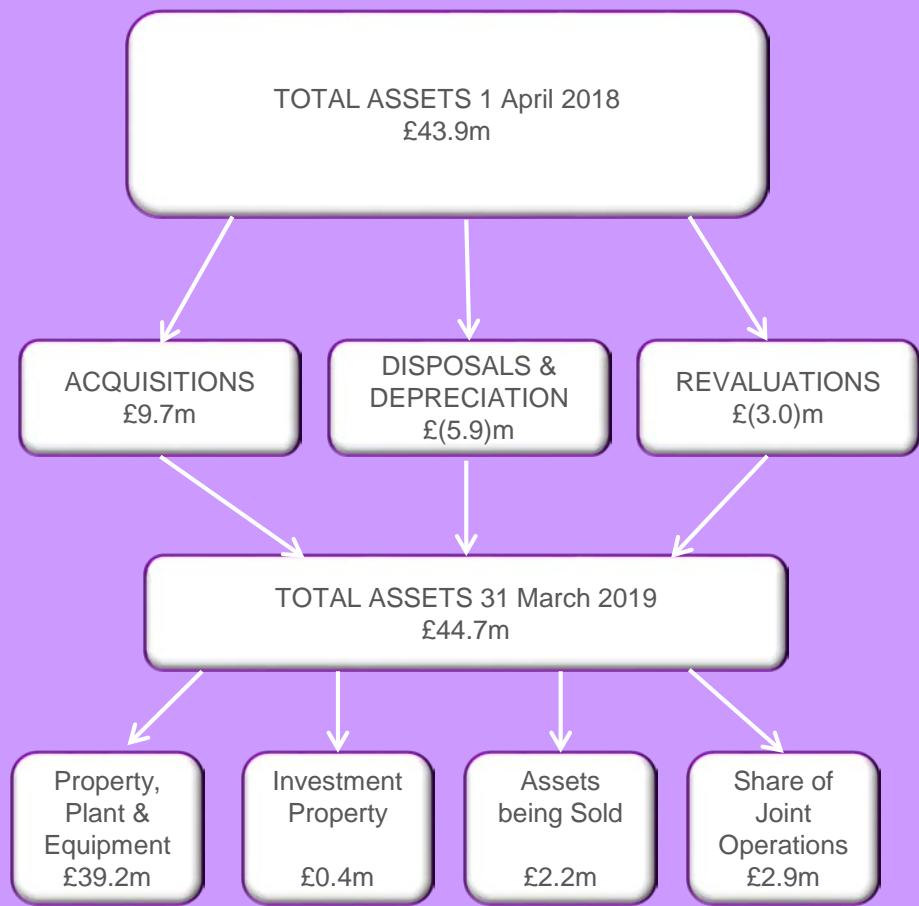 TOTAL ASSETS 1 April 2018
£43.9m
ACQUISITIONS
£9.7m
DISPOSALS &
DEPRECIATION
£(5.9)m
REVALUATIONS
£(3.0)m
TOTAL ASSETS 31 March 2019
£44.7m
Property,
Plant &
Equipment
£39.2m
Investment
Property
£0.4m
Assets
being Sold
£2.2m
Share of
Joint
Operations
£2.9m